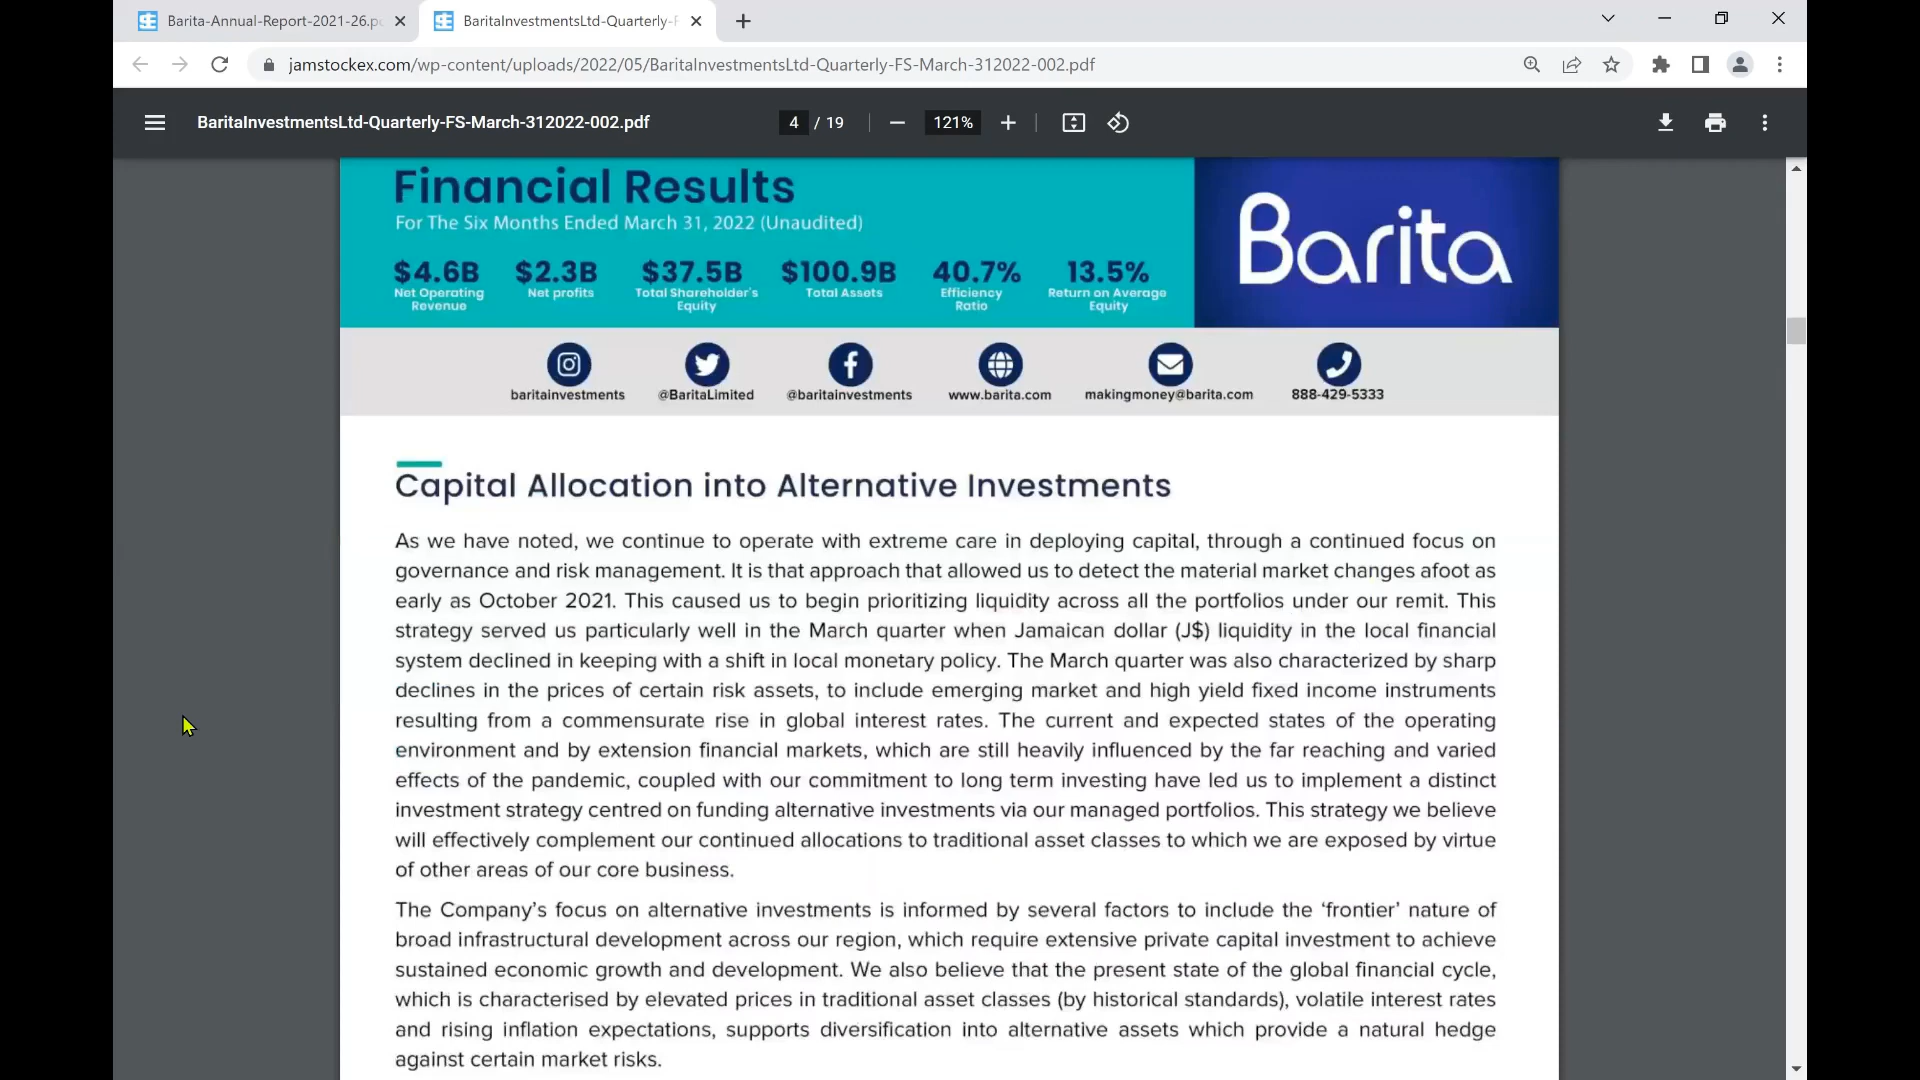 Barita-Annual-Report-2021-26.p
BaritaInvestmentsLtd-Quarterly-F
jamstockex.com/wp-content/uploads/2022/05/BaritaInvestmentsLtd-Quarterly-FS-March-312022-002.pdf
BaritaInvestmentsLtd-Quarterly-FS-March-312022-002.pdf
4 / 19
121%
Financial Results
For The Six Months Ended March 31, 2022 (Unaudited)
$4.6B $2.3B $37.5B $100.9B 40.7% 13.5%
Net Operating Revenue
Net profits
Total Shareholder's Equity
Total Assets
Efficiency Ratio
Return on Average Equity
Barita
baritainvestments @BaritaLimited @baritainvestments www.barita.com makingmoney@barita.com 888-429-5333
Capital Allocation into Alternative Investments
As we have noted, we continue to operate with extreme care in deploying capital, through a continued focus on
governance and risk management. It is that approach that allowed us to detect the material market changes afoot as
early as October 2021. This caused us to begin prioritizing liquidity across all the portfolios under our remit. This
strategy served us particularly well in the March quarter when Jamaican dollar (J$) liquidity in the local financial
system declined in keeping with a shift in local monetary policy. The March quarter was also characterized by sharp
declines in the prices of certain risk assets, to include emerging market and high yield fixed income instruments
resulting from a commensurate rise in global interest rates. The current and expected states of the operating
environment and by extension financial markets, which are still heavily influenced by the far reaching and varied
effects of the pandemic, coupled with our commitment to long term investing have led us to implement a distinct
investment strategy centred on funding alternative investments via our managed portfolios. This strategy we believe
will effectively complement our continued allocations to traditional asset classes to which we are exposed by virtue
of other areas of our core business.
The Company's focus on alternative investments is informed by several factors to include the ‘frontier’ nature of
broad infrastructural development across our region, which require extensive private capital investment to achieve
sustained economic growth and development. We also believe that the present state of the global financial cycle,
which is characterised by elevated prices in traditional asset classes (by historical standards), volatile interest rates
and rising inflation expectations, supports diversification into alternative assets which provide a natural hedge
against certain market risks.